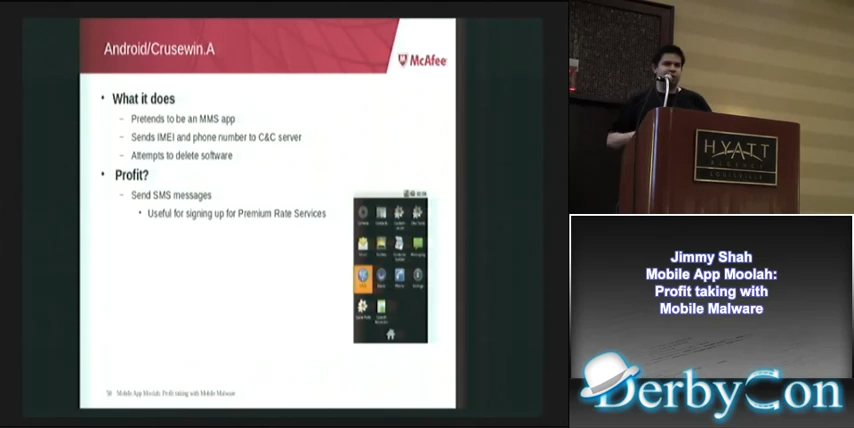 Android/Crusewin.A
McAfee
• What it does
– Pretends to be an MMS app
– Sends IMEI and phone number to C&C server
– Attempts to delete software
• Profit?
– Send SMS messages
• Useful for signing up for Premium Rate Services
Mobile App Moolah: Profit taking with Mobile Malware
HYATT
REGENCY
LOUISVILLE
Jimmy Shah
Mobile App Moolah:
Profit taking with
Mobile Malware
DerbyCon